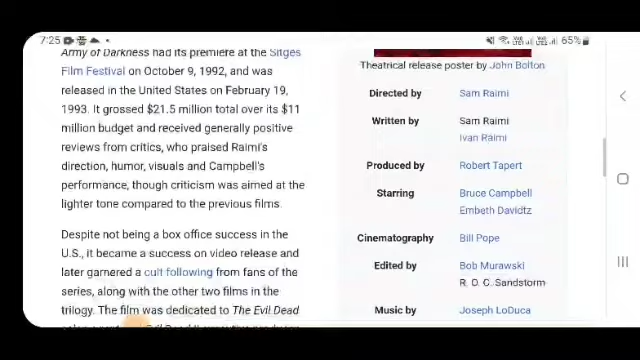 7:25
65%
Army of Darkness had its premiere at the Sitges
Film Festival on October 9, 1992, and was
released in the United States on February 19,
1993. It grossed $21.5 million total over its $11
million budget and received generally positive
reviews from critics, who praised Raimi's
direction, humor, visuals and Campbell's
performance, though criticism was aimed at the
lighter tone compared to the previous films.
Despite not being a box office success in the
U.S., it became a success on video release and
later garnered a cult following from fans of the
series, along with the other two films in the
trilogy. The film was dedicated to The Evil Dead
Theatrical release poster by John Bolton
Directed by Sam Raimi
Written by Sam Raimi
Ivan Raimi
Produced by Robert Tapert
Starring Bruce Campbell
Embeth Davidtz
Cinematography Bill Pope
Edited by Bob Murawski
R. O. C. Sandstorm
Music by Joseph LoDuca